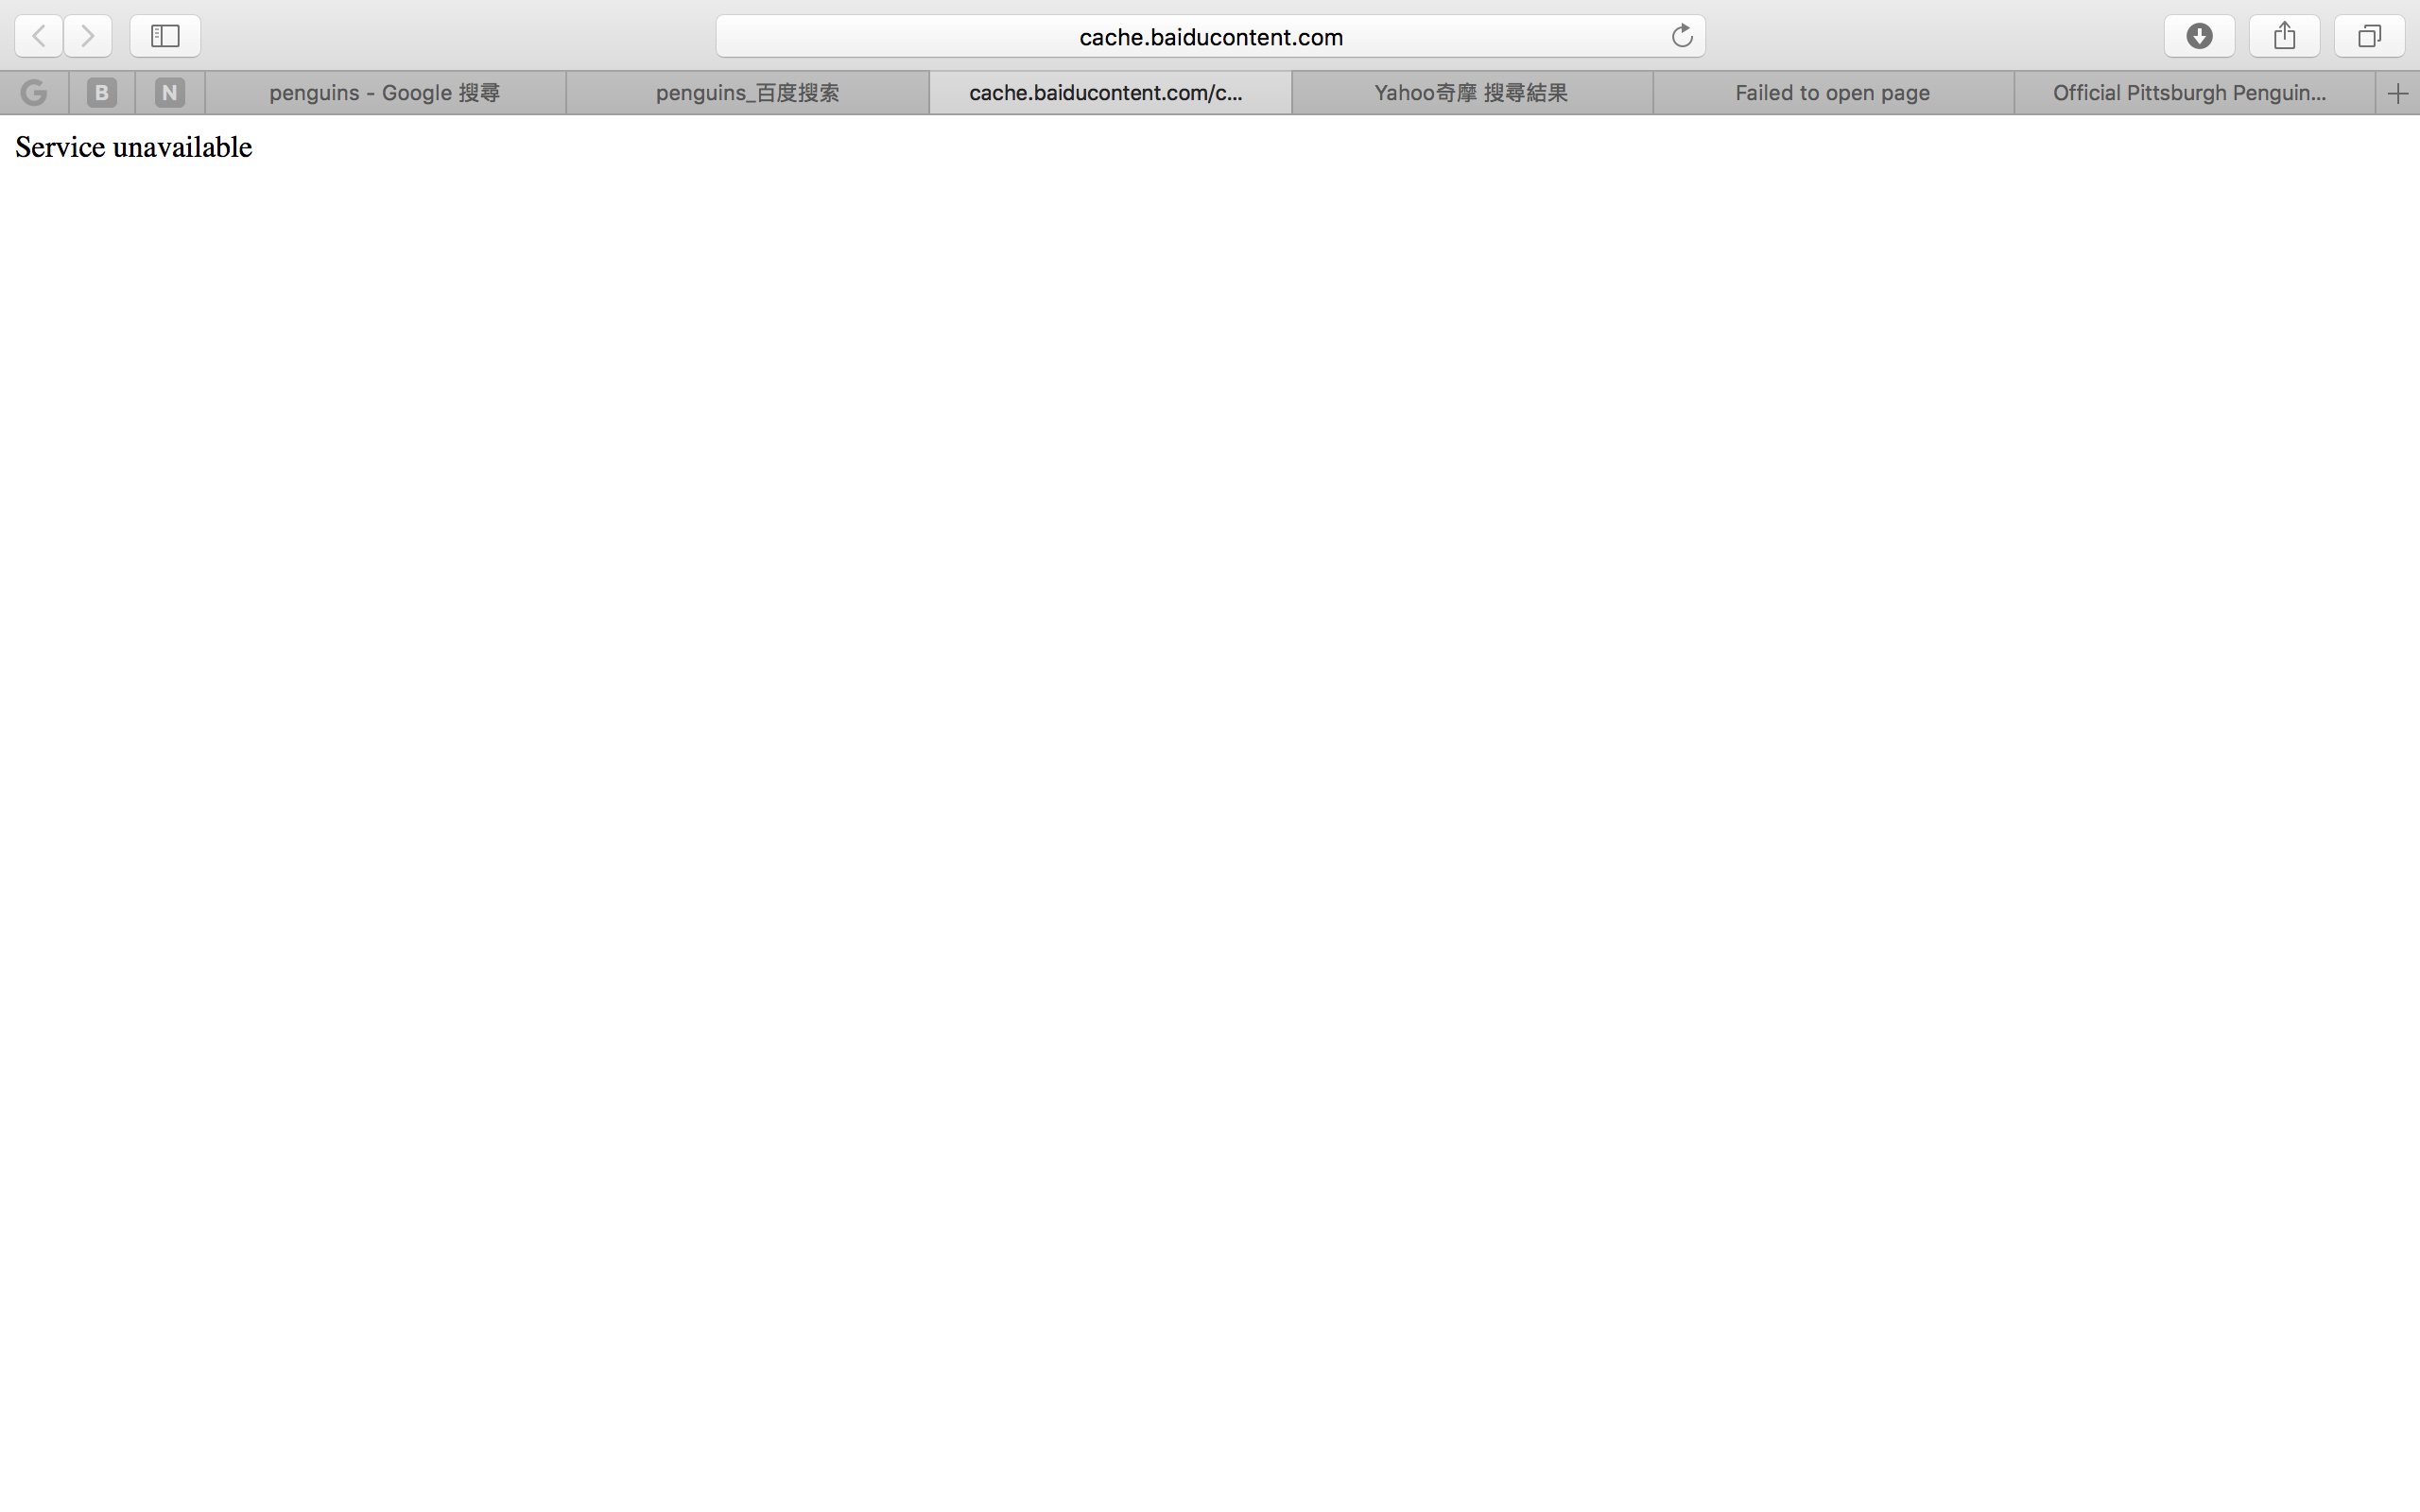 cache.baiducontent.com
G
B
N
penguins - Google 搜尋
penguins_百度搜索
cache.baiducontent.com/c...
Yahoo奇摩 搜尋結果
Failed to open page
Official Pittsburgh Penguin...
Service unavailable